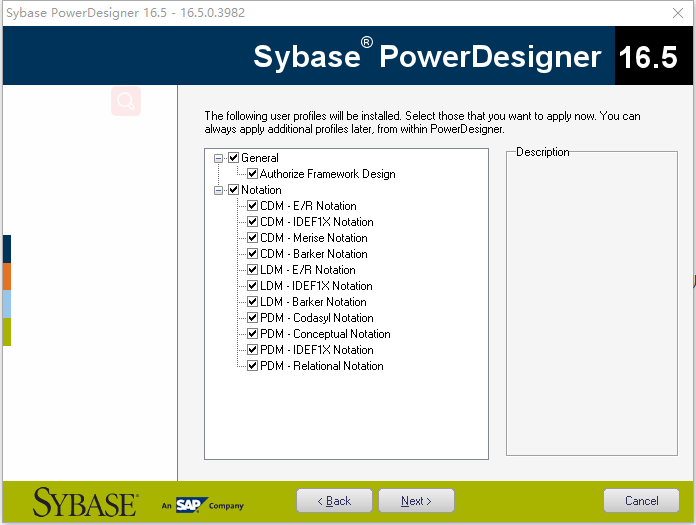 Sybase PowerDesigner 16.5 - 16.5.0.3982
Sybase® PowerDesigner 16.5
The following user profiles will be installed. Select those that you want to apply now. You can
always apply additional profiles later, from within PowerDesigner.
General
Authorize Framework Design
Notation
CDM - E/R Notation
CDM - IDEF1X Notation
CDM - Merise Notation
CDM - Barker Notation
LDM - E/R Notation
LDM - IDEF1X Notation
LDM - Barker Notation
PDM - Codasyl Notation
PDM - Conceptual Notation
PDM - IDEF1X Notation
PDM - Relational Notation
Description
SYBASE® An SAP Company
< Back
Next >
Cancel